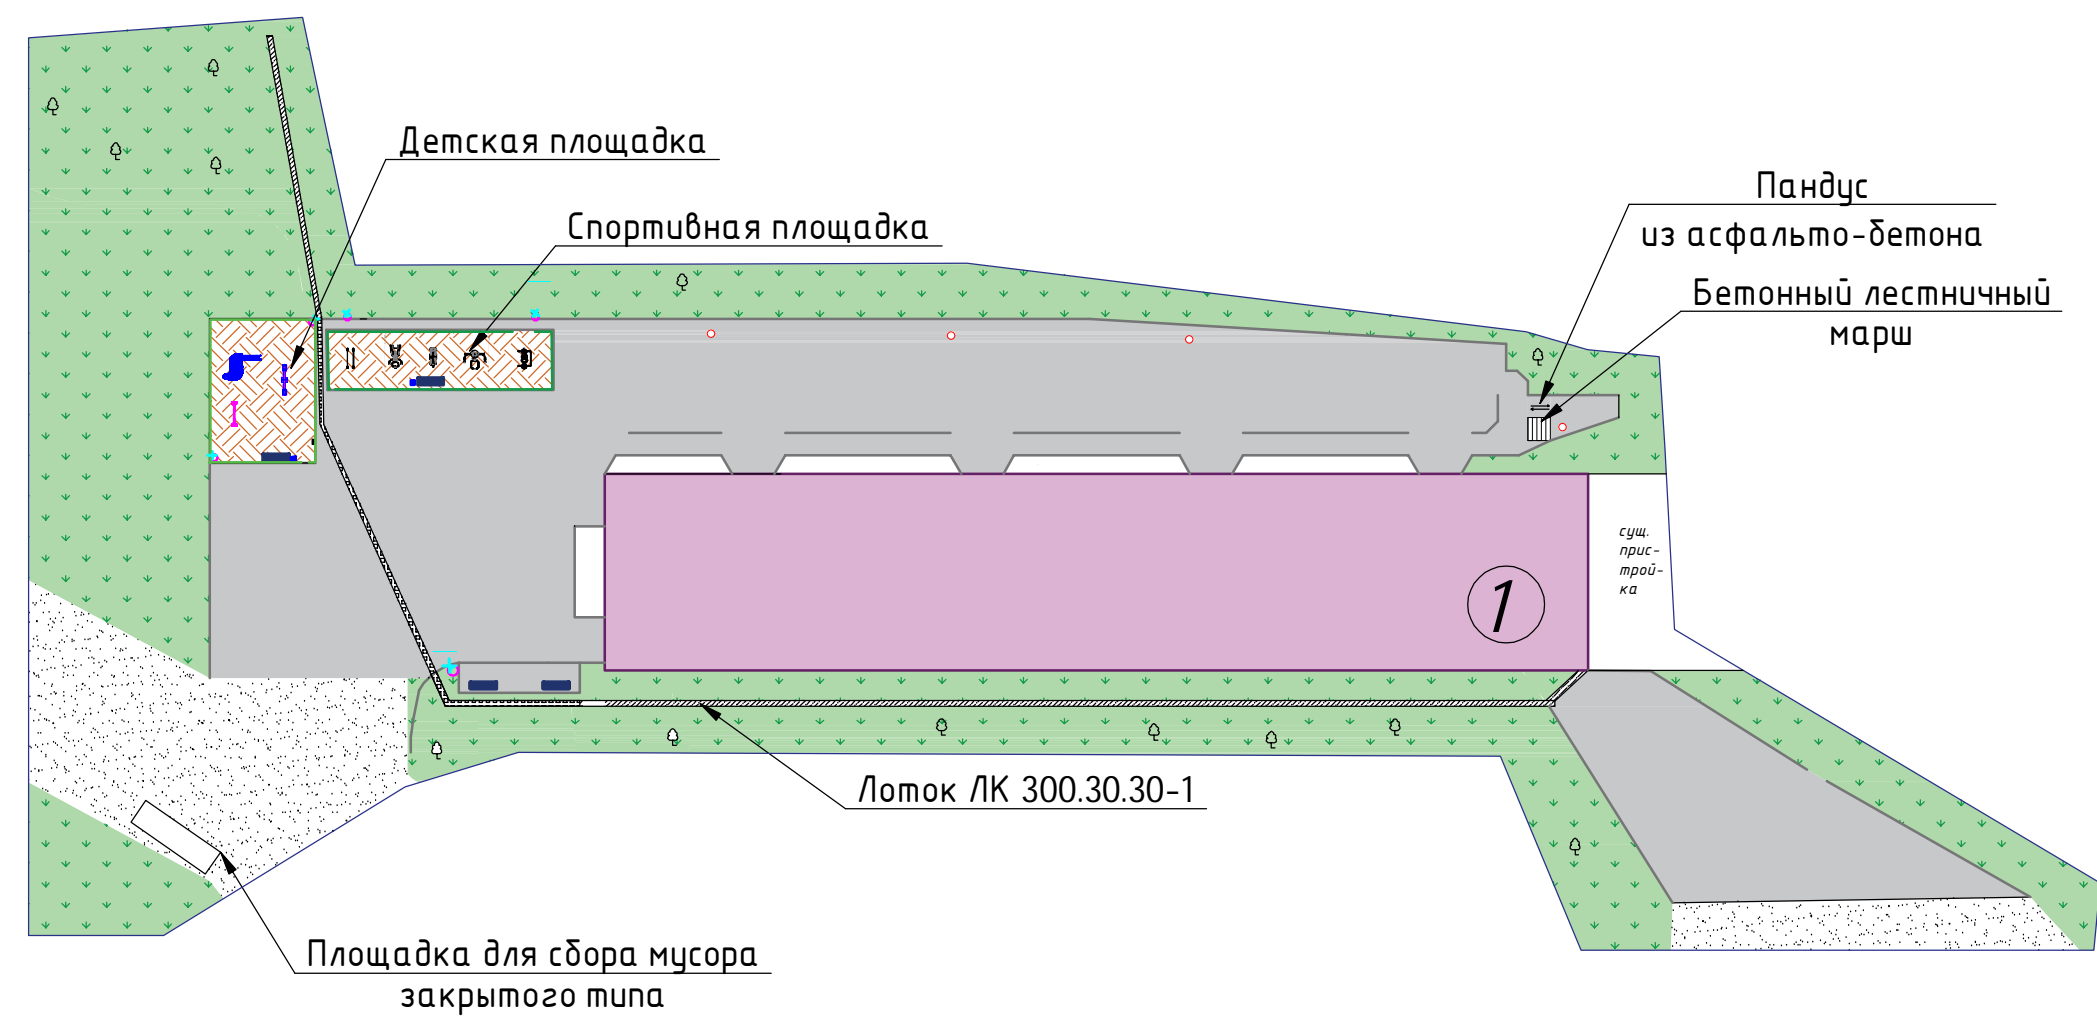 Детская площадка
Спортивная площадка
Пандус
из асфальто-бетона
Бетонный лестничный
марш
сущ.
прис-
трой-
ка
1
Лоток ЛК 300.30.30-1
Площадка для сбора мусора
закрытого типа